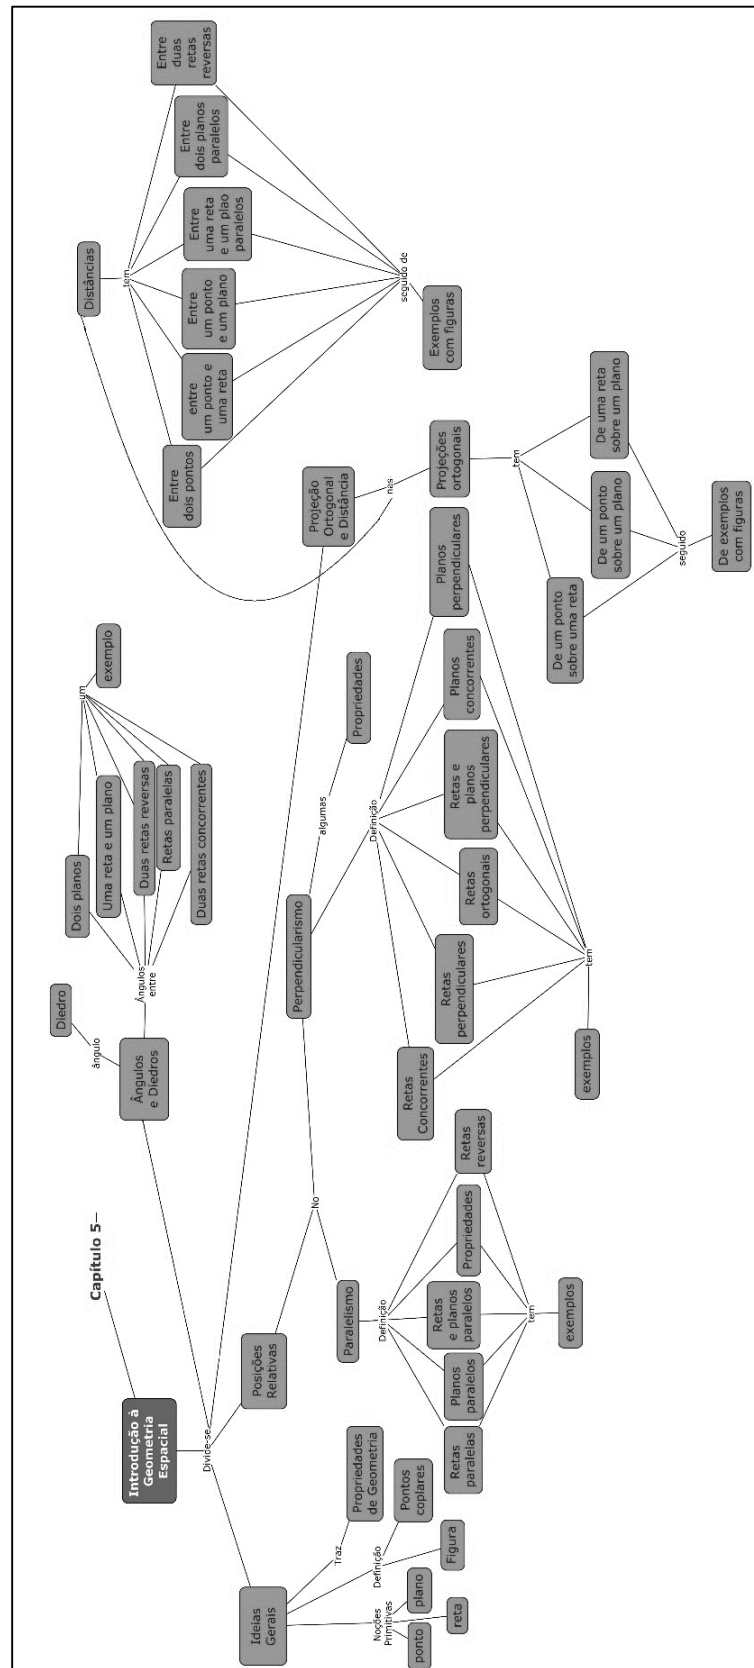 Capítulo 5
Introdução à
Geometria
Espacial
Divide-se
Ideias
Gerais
Noções
Primitivas
ponto
reta
plano
Definição
Figura
Pontos
coplares
Traz
Propriedades
de Geometria
Posições
Relativas
No
Paralelismo
Definição
Retas
paralelas
Planos
paralelos
Retas
e planos
paralelos
Propriedades
Retas
reversas
tem
exemplos
Perpendicularismo
algumas
Propriedades
Definição
Retas
Concorrentes
Retas
perpendiculares
Retas
ortogonais
Retas e
planos
perpendiculares
Planos
concorrentes
Planos
perpendiculares
tem
exemplos
Ângulos
e Diedros
ângulo
Diedro
Ângulos
entre
Dois planos
Uma reta e um plano
Duas retas reversas
Retas paralelas
Duas retas concorrentes
um
exemplo
Projeção
Ortogonal
e Distância
nas
Projeções
ortogonais
tem
De um ponto
sobre uma reta
De um ponto
sobre um plano
De uma reta
sobre um plano
seguido
De exemplos
com figuras
Distâncias
tem
Entre
dois pontos
entre
um ponto e
uma reta
Entre
um ponto
e um plano
Entre
uma reta
e um plao
paralelos
Entre
dois planos
paralelos
Entre
duas
retas
reversas
seguido de
Exemplos
com figuras